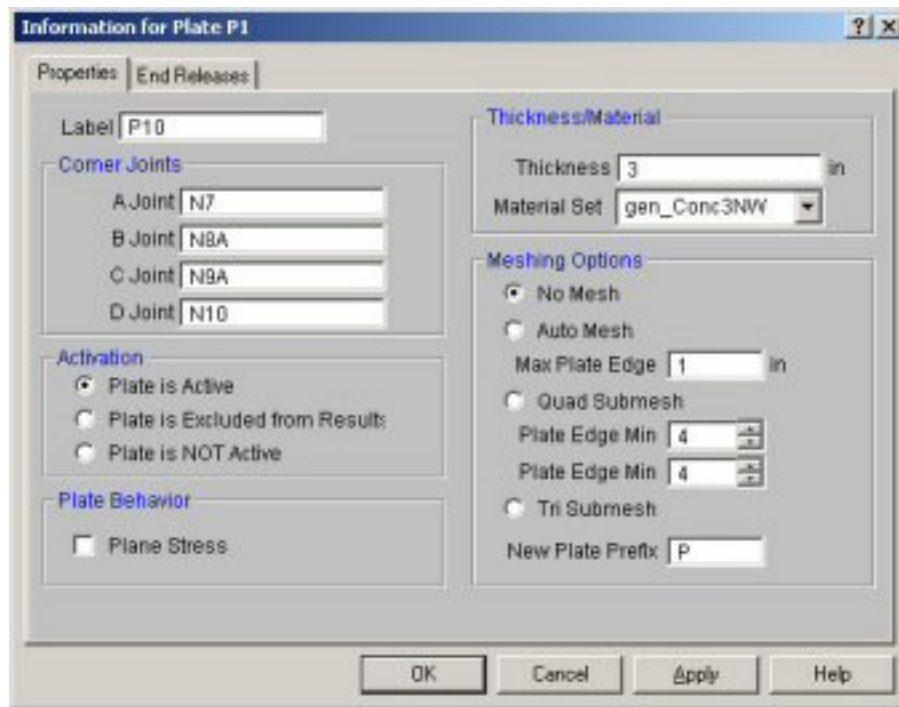 Information for Plate P1
Properties
End Releases
Label P10
Corner Joints
A Joint N7
B Joint N8A
C Joint N9A
D Joint N10
Activation
Plate is Active
Plate is Excluded from Results
Plate is NOT Active
Plate Behavior
Plane Stress
Thickness/Material
Thickness 3 in
Material Set gen_Conc3NW
Meshing Options
No Mesh
Auto Mesh
Max Plate Edge 1 in
Quad Submesh
Plate Edge Min 4
Plate Edge Min 4
Tri Submesh
New Plate Prefix P
OK
Cancel
Apply
Help